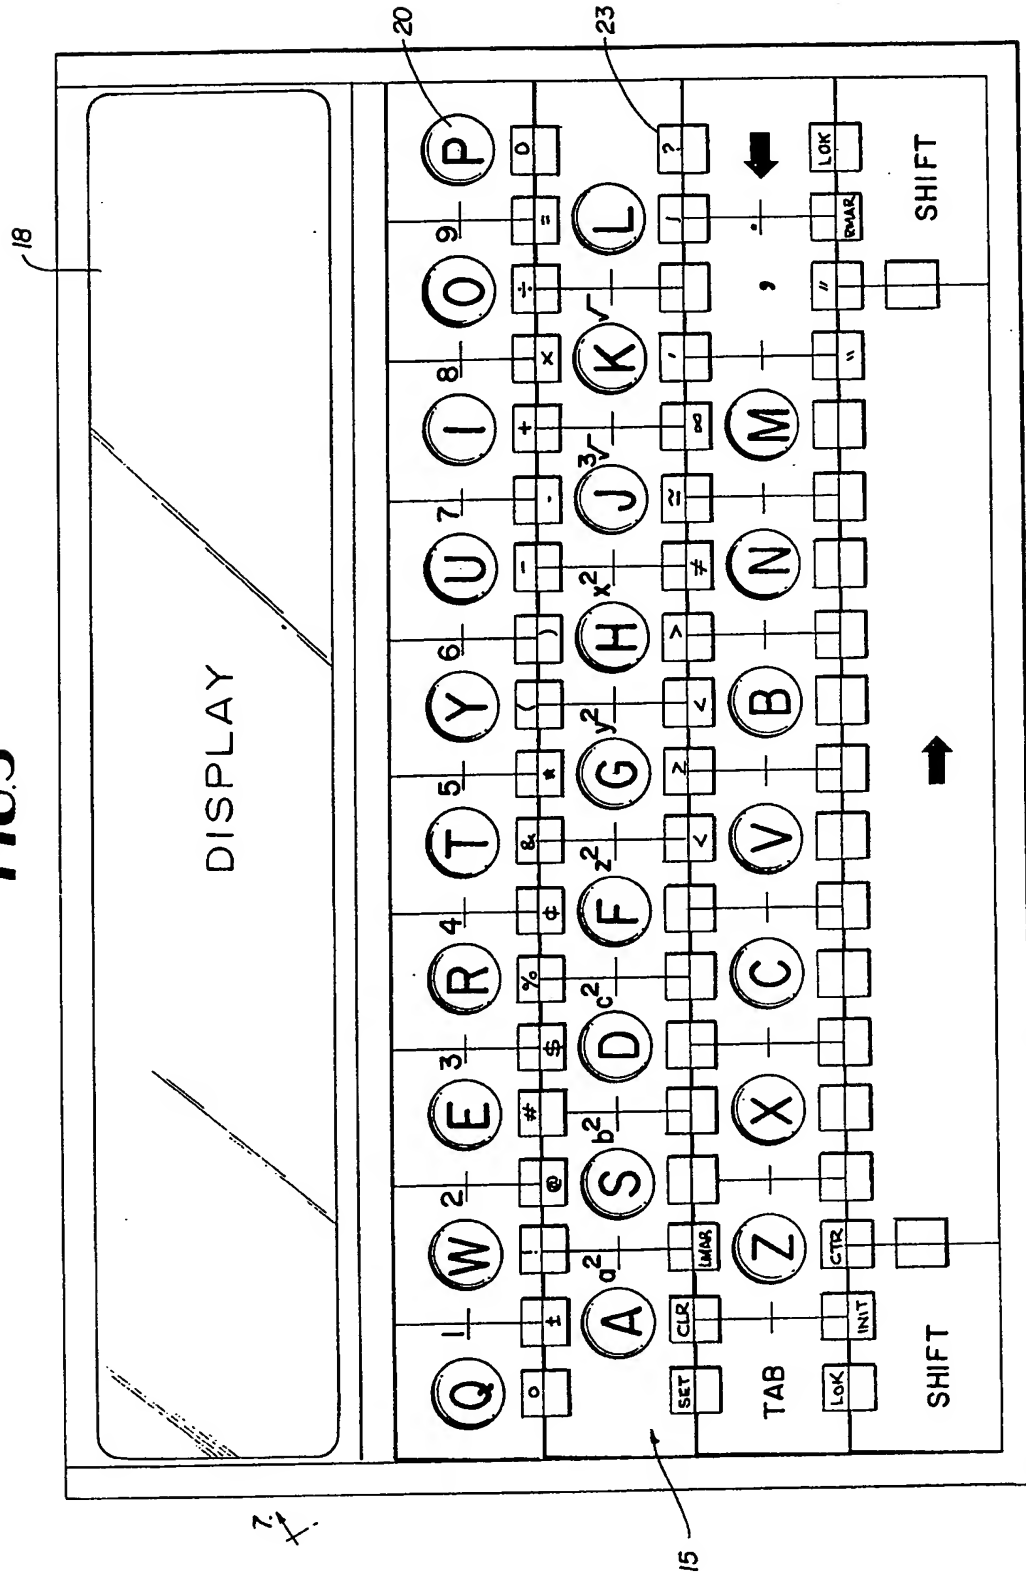 18
DISPLAY
7.
20
1 2 3 4 5 6 7 8 9
Q W E R T Y U I O P
o ± ! @ # $ % ¢ & * ( ) - . + x ÷ = 0
23
a² b² c² z² y² x² ³√ √
A S D F G H J K L
15
SET CLR LMAR < ≥ < > ≠ ≅ ∞ ' / ?
TAB Z X C V B N M , .
LOK INIT CTR " " RMAR LOK
SHIFT SHIFT